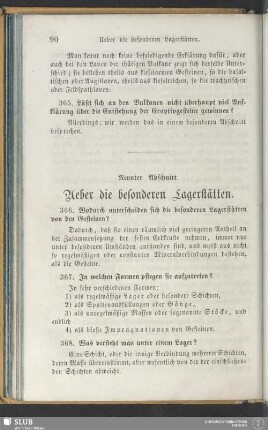 90 Ueber die besonderen Lagerstätten.
Man kennt noch keine befriedigende Erklärung dafür, aber
auch bei den Laven der thätigen Vulkane zeigt sich derselbe Unter-
schied; sie bestehen theils aus kieselarmen Gesteinen, so die basal-
tischen oder Augitlaven, theils aus kieselreichen, so die trachytischen
oder Feldspathlaven.
365. Läßt sich an den Vulkanen nicht überhaupt viel Auf-
klärung über die Entstehung der Eruptivgesteine gewinnen?
Allerdings; wir werden das in einem besonderen Abschnitt
besprechen.
Neunter Abschnitt.
Ueber die besonderen Lagerstätten.
366. Wodurch unterscheiden sich die besonderen Lagerstätten
von den Gesteinen?
Dadurch, daß sie einen räumlich viel geringeren Antheil an
der Zusammensetzung der festen Erdkruste nehmen, immer nur
unter besonderen Umständen entstanden sind, und meist aus nicht
so regelmäßigen oder constanten Mineralverbindungen bestehen,
als die Gesteine.
367. In welchen Formen pflegen sie aufzutreten?
In sehr verschiedenen Formen:
1) als regelmäßige Lager oder besonder Schichten,
2) als Spaltenausfüllungen oder Gänge,
3) als unregelmäßige Massen oder sogenannte Stöcke, und
endlich
4) als bloße Imprägnationen von Gesteinen.
368. Was versteht man unter einem Lager?
Eine Schicht, oder die innige Verbindung mehrerer Schichten,
deren Masse übereinstimmt, aber wesentlich von der der einschließen-
den Schichten abweicht.
SLUB